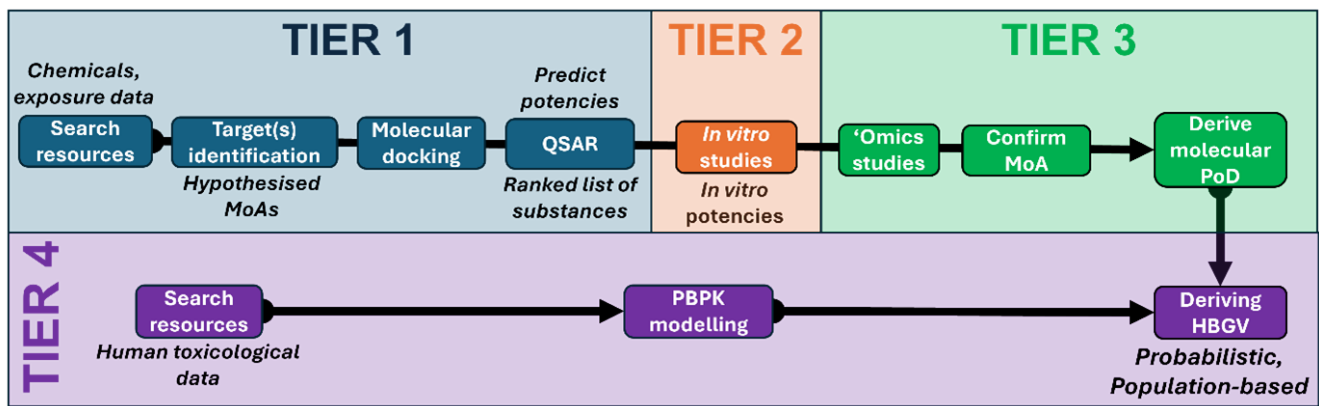 TIER 1
TIER 2
TIER 3
Chemicals,
exposure data
Search
resources
Target(s)
identification
Hypothesised
MoAs
Molecular
docking
Predict
potencies
QSAR
Ranked list of
substances
In vitro
studies
In vitro
potencies
‘Omics
studies
Confirm
MoA
Derive
molecular
PoD
TIER 4
Search
resources
Human toxicological
data
PBPK
modelling
Deriving
HBGV
Probabilistic,
Population-based